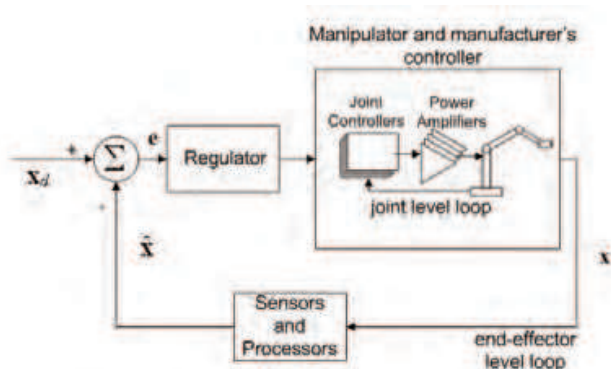 Manipulator and manufacturer's
controller
Joint
Controllers
Power
Amplifiers
joint level loop
+
Σ
e
Regulator
x_d
x̂
x
Sensors
and
Processors
end-effector
level loop